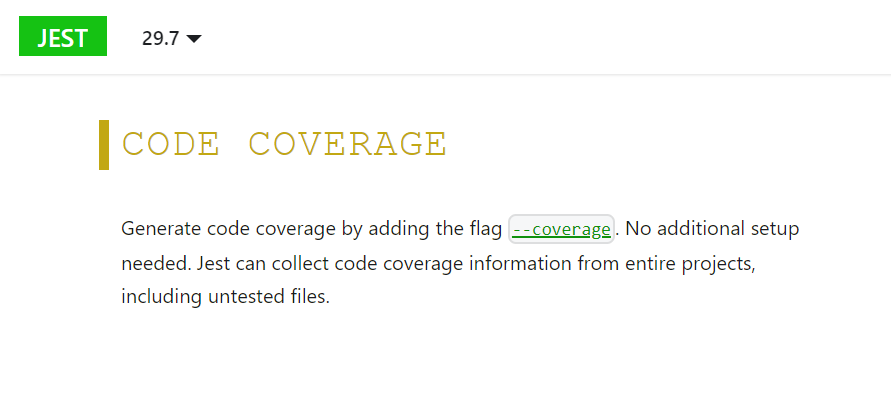 JEST
29.7
CODE COVERAGE
Generate code coverage by adding the flag --coverage. No additional setup
needed. Jest can collect code coverage information from entire projects,
including untested files.